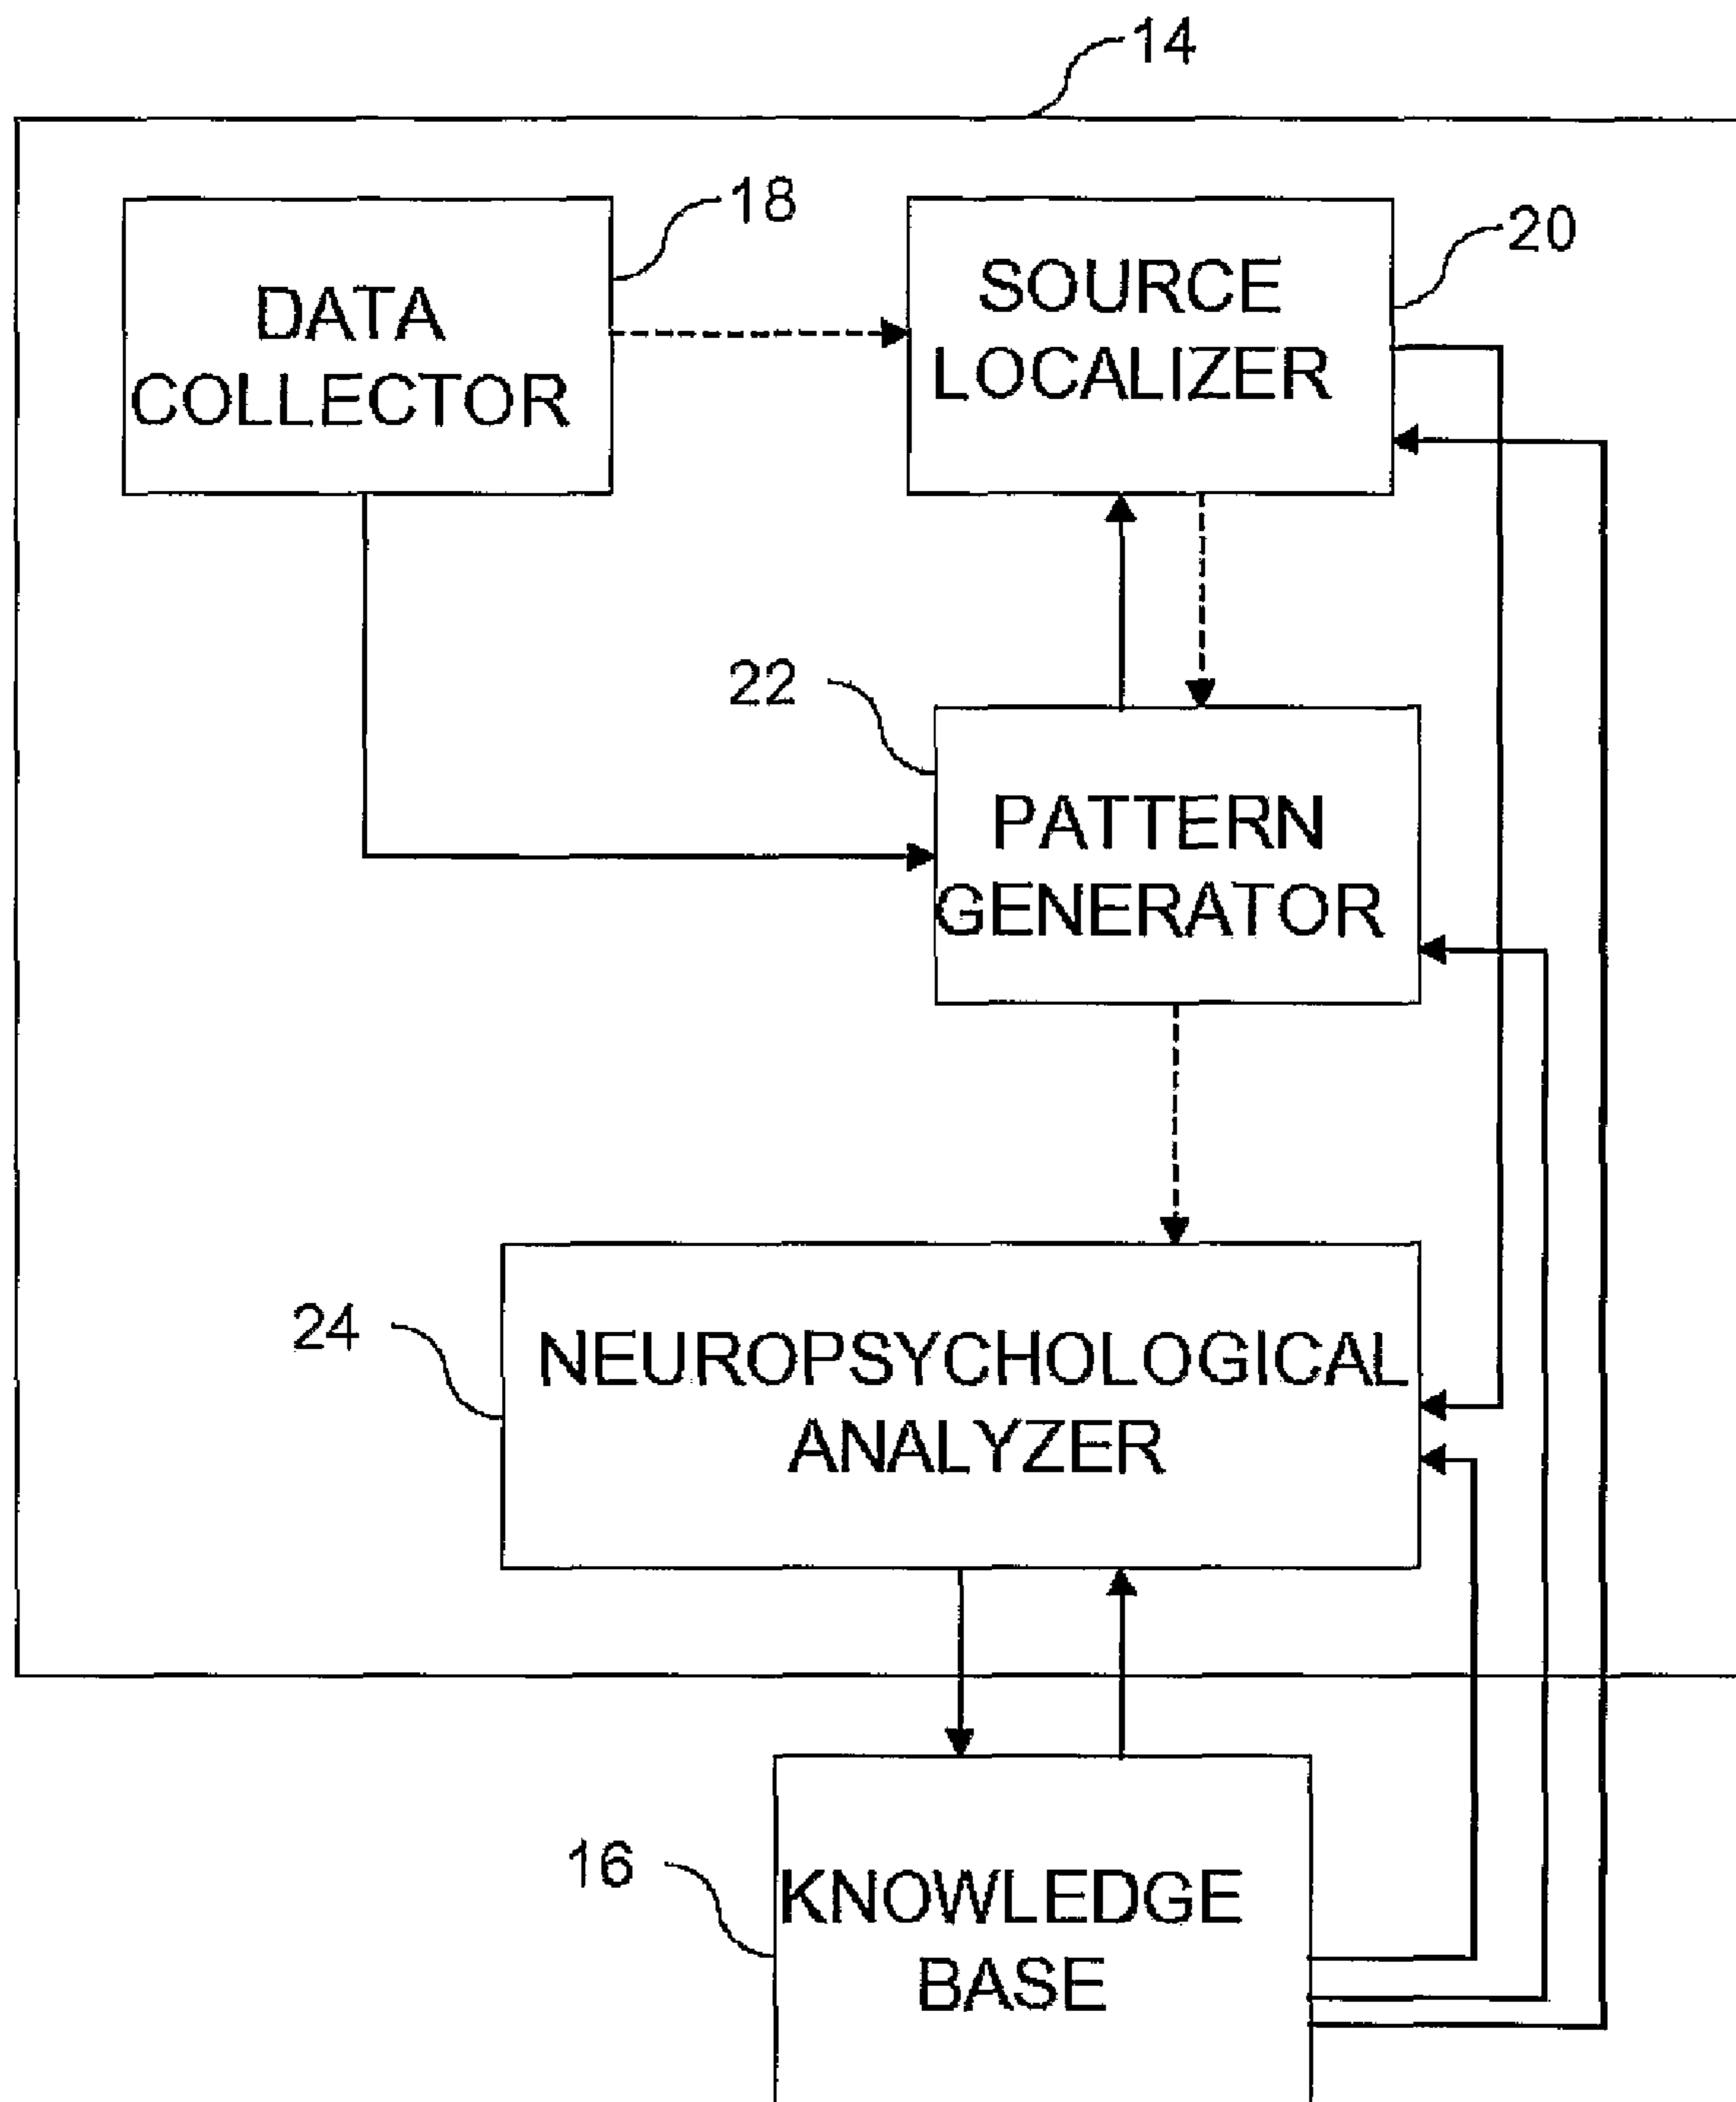 14
18
20
DATA
COLLECTOR
SOURCE
LOCALIZER
22
PATTERN
GENERATOR
24
NEUROPSYCHOLOGICAL
ANALYZER
16
KNOWLEDGE
BASE